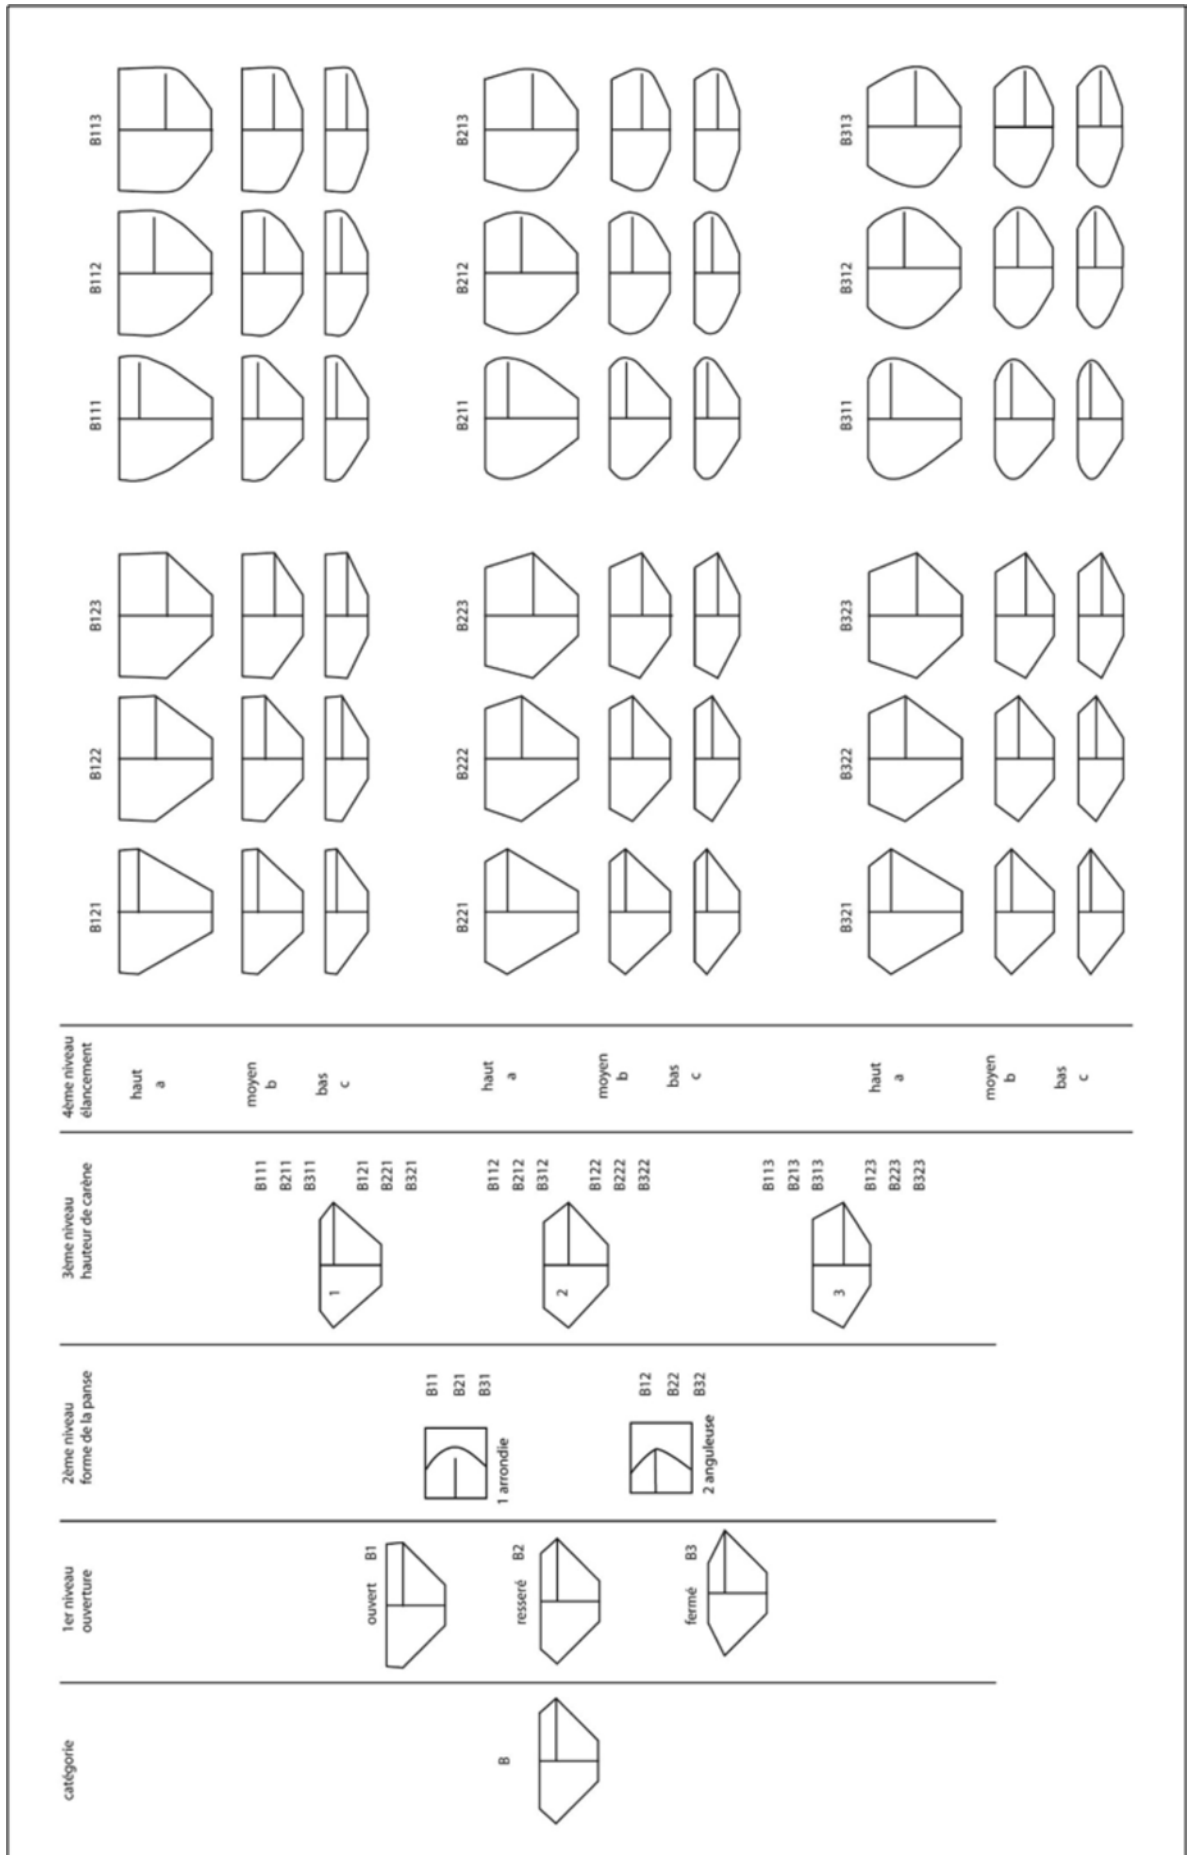 catégorie
B
1er niveau
ouverture
ouvert B1
resseré B2
fermé B3
2ème niveau
forme de la panse
B11
B21
B31
1 arrondie
B12
B22
B32
2 anguleuse
3ème niveau
hauteur de carène
B111
B211
B311
1
B121
B221
B321
B112
B212
B312
2
B122
B222
B322
B113
B213
B313
3
B123
B223
B323
4ème niveau
élancement
haut
a
moyen
b
bas
c
haut
a
moyen
b
bas
c
haut
a
moyen
b
bas
c
B121 B122 B123 B111 B112 B113
B221 B222 B223 B211 B212 B213
B321 B322 B323 B311 B312 B313